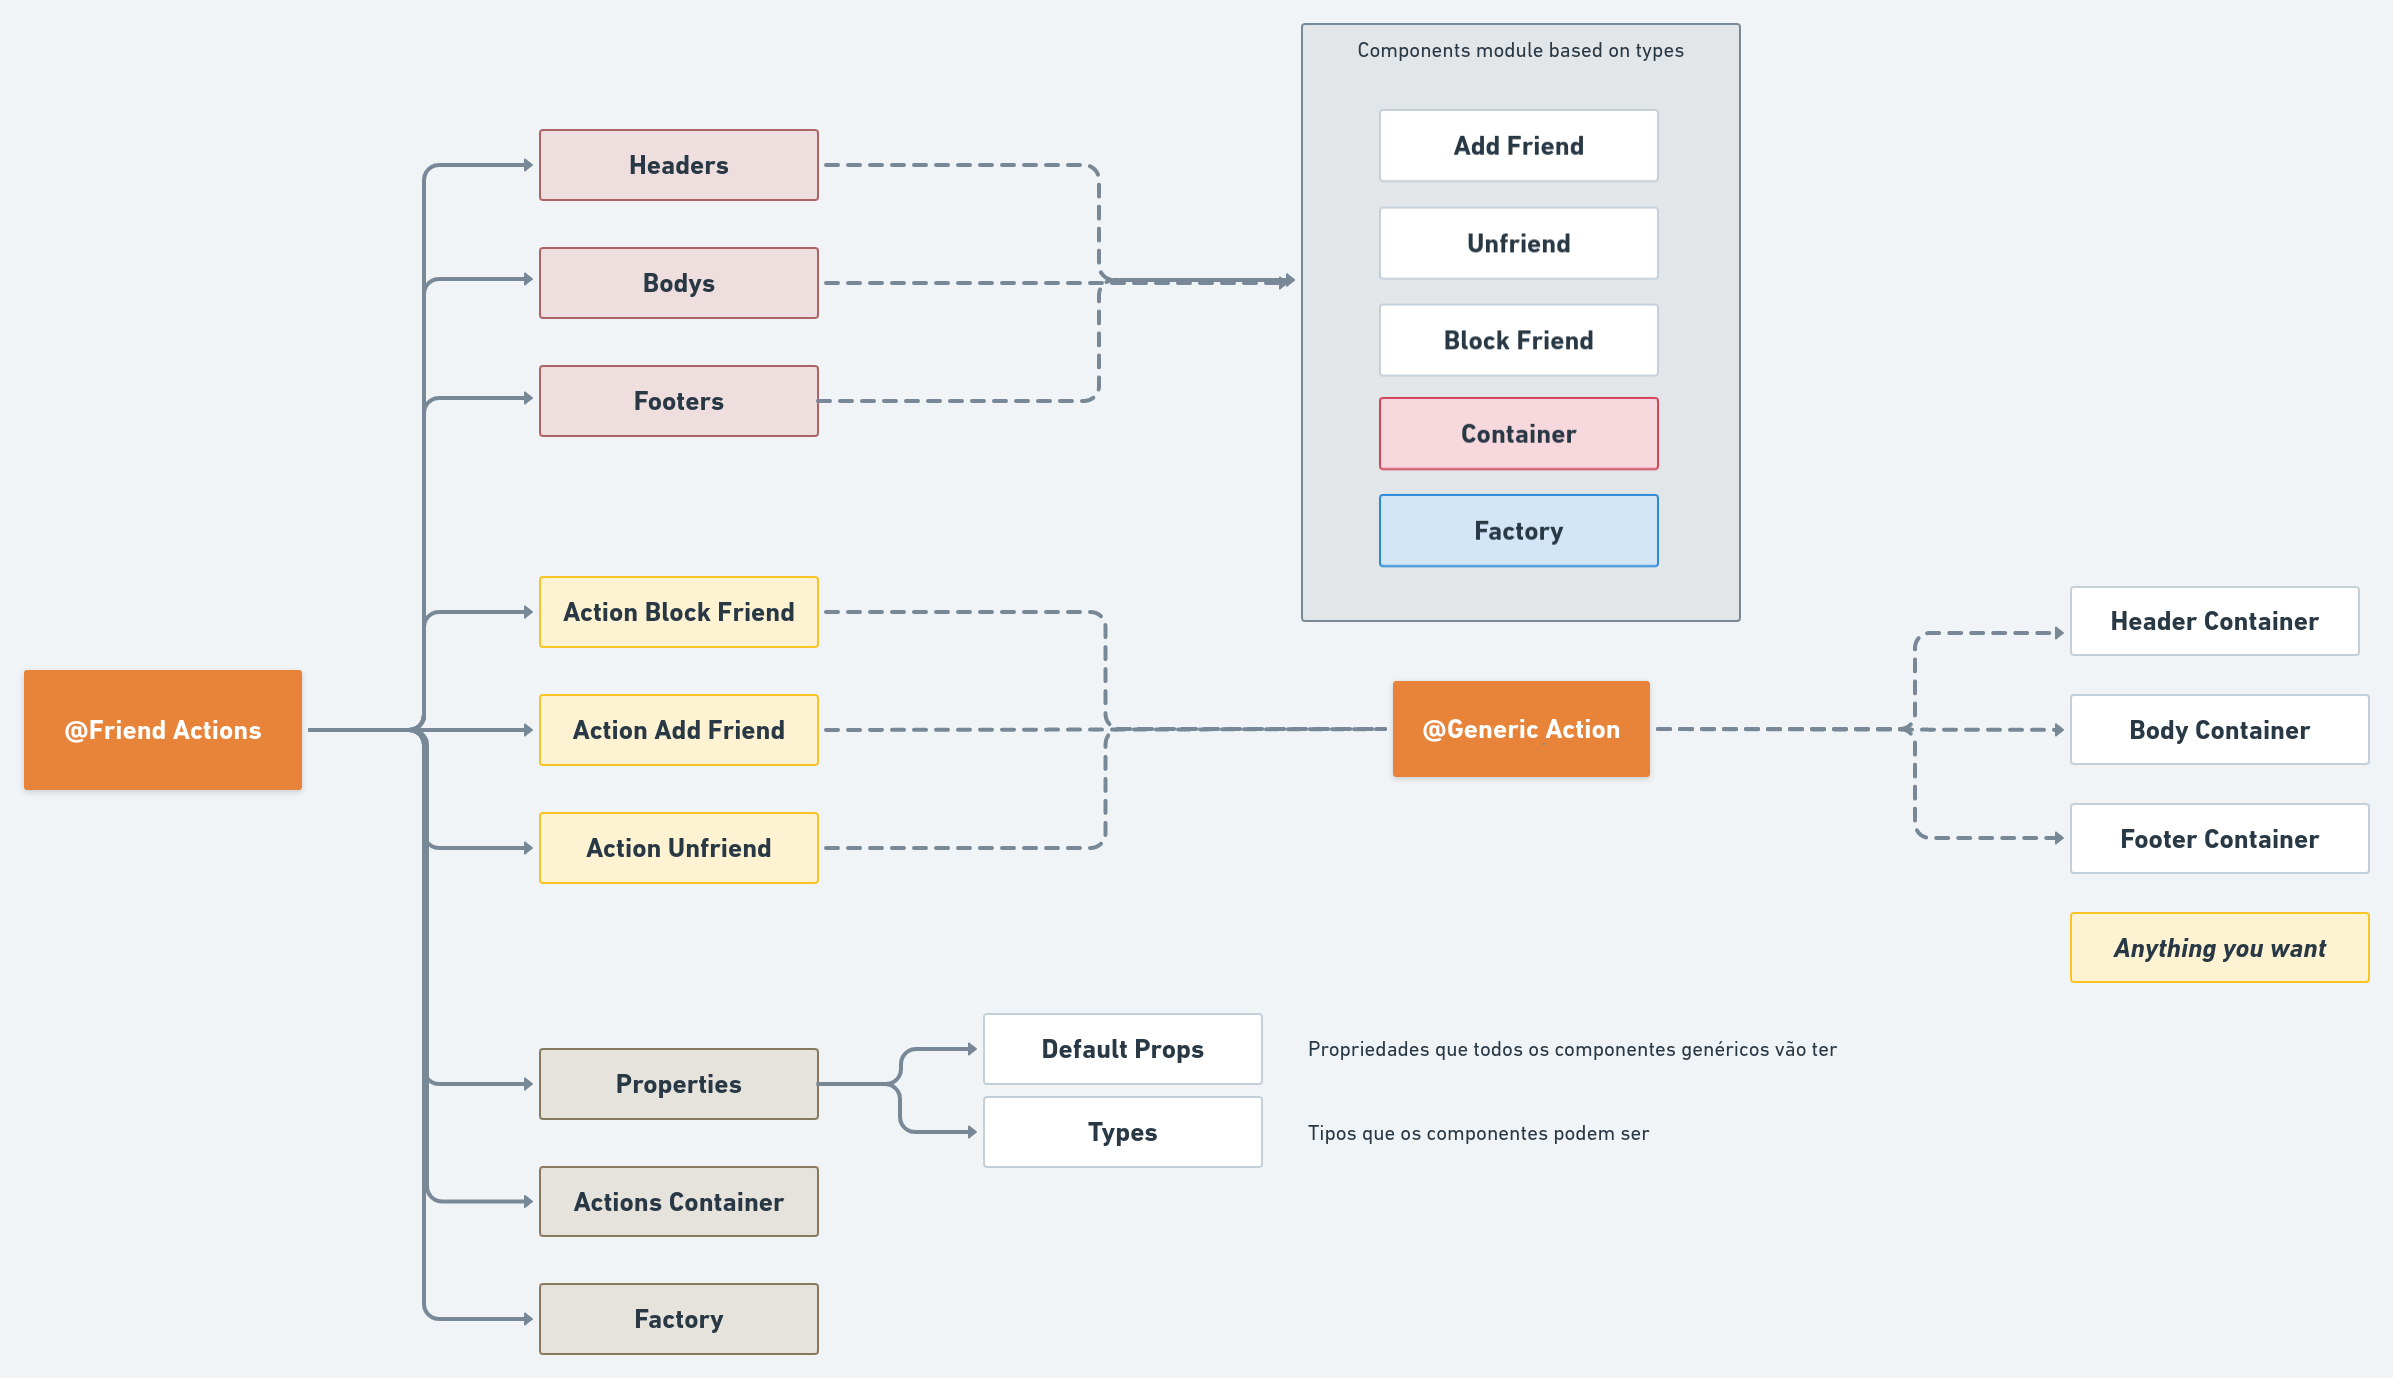 Components module based on types
Add Friend
Unfriend
Block Friend
Container
Factory
Headers
Bodys
Footers
Action Block Friend
Action Add Friend
Action Unfriend
@Friend Actions
@Generic Action
Header Container
Body Container
Footer Container
Anything you want
Properties
Default Props
Propriedades que todos os componentes genéricos vão ter
Types
Tipos que os componentes podem ser
Actions Container
Factory